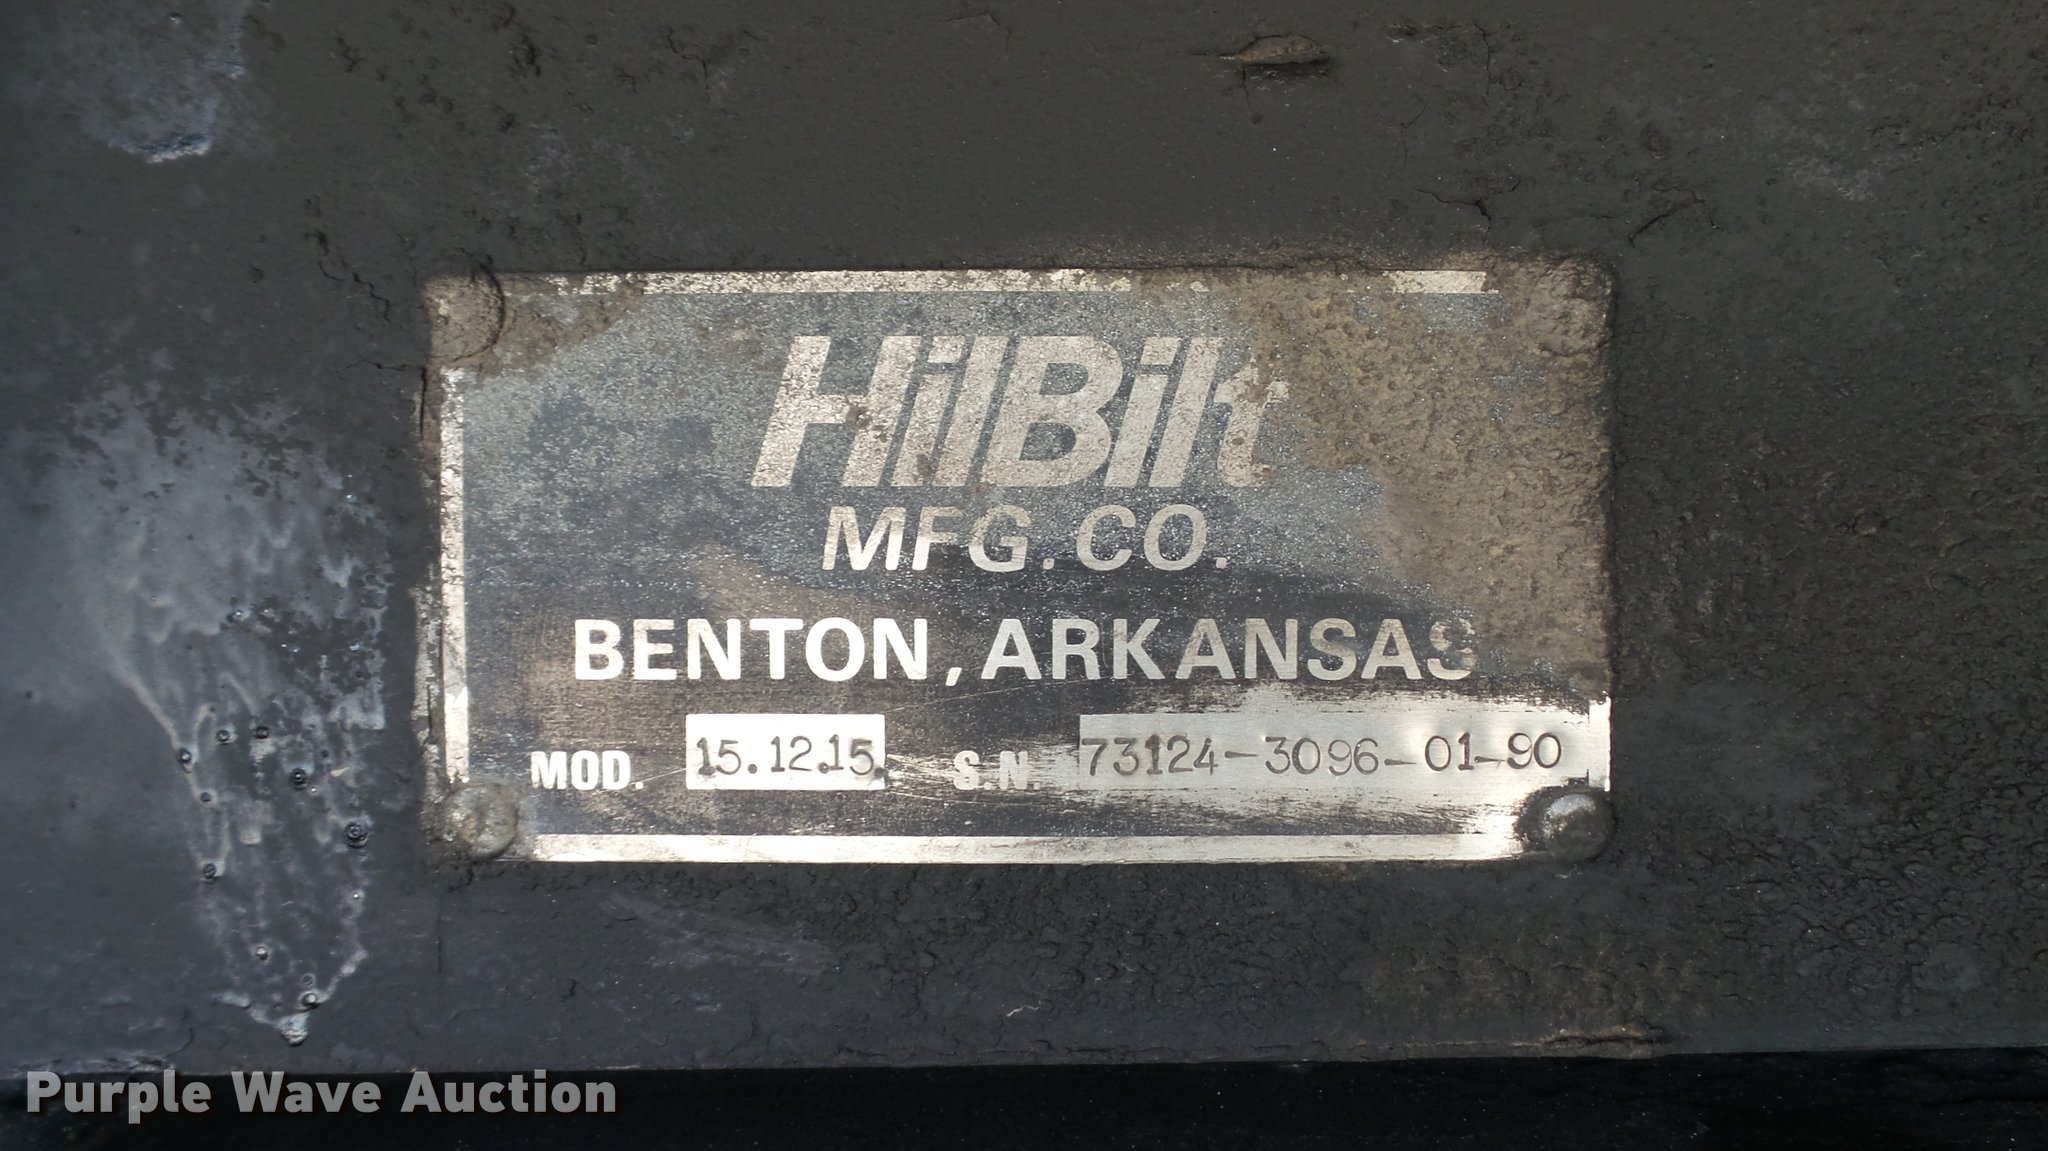 HilBilt
MFG. CO.
BENTON, ARKANSAS
MOD. 15.12.15. S.N. 73124-3096-01-90
Purple Wave Auction